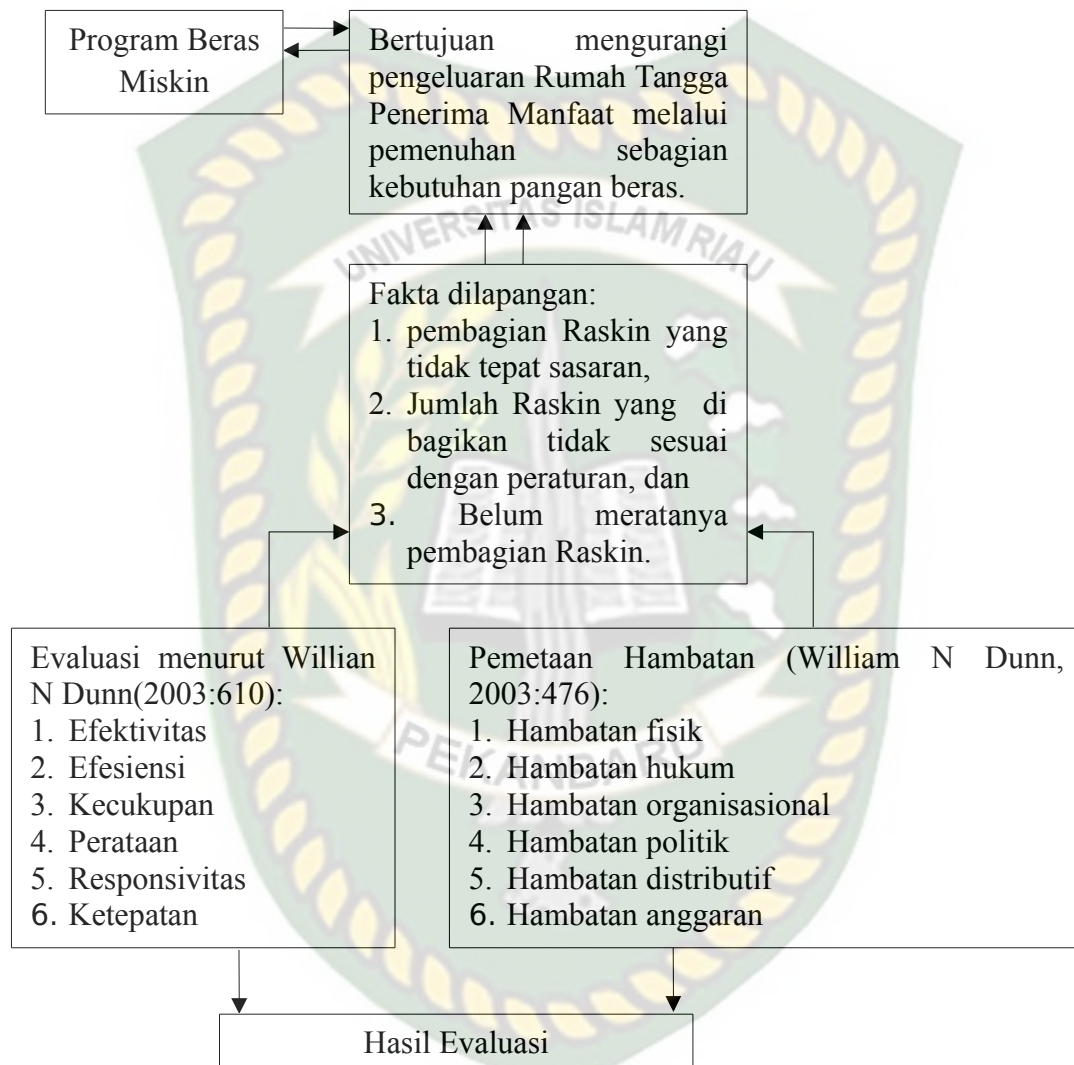 Program Beras
Miskin
Bertujuan mengurangi
pengeluaran Rumah Tangga
Penerima Manfaat melalui
pemenuhan sebagian
kebutuhan pangan beras.
UNIVERSITAS ISLAM RIAU
Fakta dilapangan:
1. pembagian Raskin yang
tidak tepat sasaran,
2. Jumlah Raskin yang di
bagikan tidak sesuai
dengan peraturan, dan
3. Belum meratanya
pembagian Raskin.
Evaluasi menurut Willian
N Dunn(2003:610):
1. Efektivitas
2. Efesiensi
3. Kecukupan
4. Perataan
5. Responsivitas
6. Ketepatan
Pemetaan Hambatan (William N Dunn,
2003:476):
1. Hambatan fisik
2. Hambatan hukum
3. Hambatan organisasional
4. Hambatan politik
5. Hambatan distributif
6. Hambatan anggaran
PEKANBARU
Hasil Evaluasi